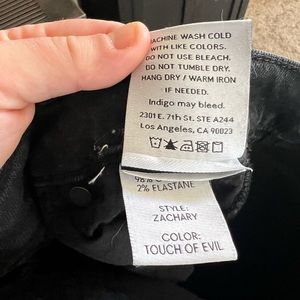 MACHINE WASH COLD
WITH LIKE COLORS.
DO NOT USE BLEACH.
DO NOT TUMBLE DRY.
HANG DRY / WARM IRON
IF NEEDED.
Indigo may bleed.
2301 E. 7th St. STE A244
Los Angeles, CA 90023
98%
2% ELASTANE
STYLE:
ZACHARY
COLOR:
TOUCH OF EVIL